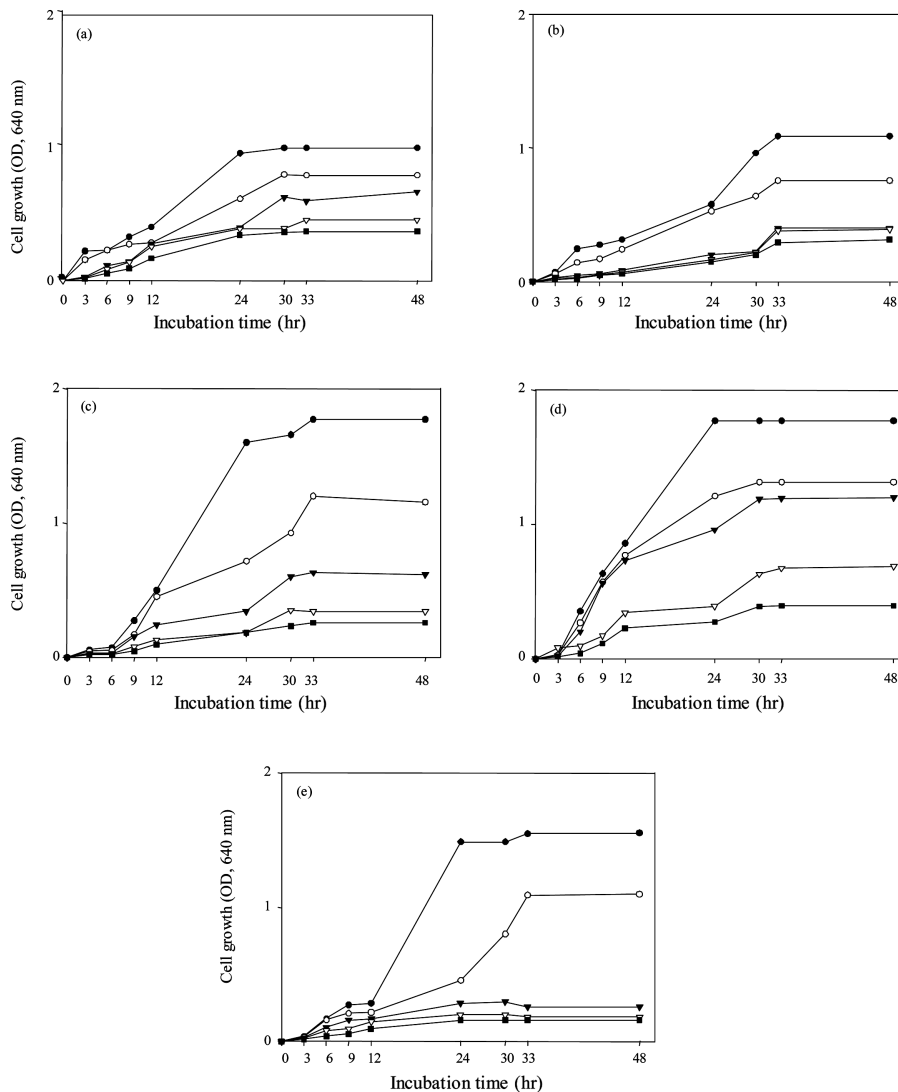 2
(a)
Cell growth (OD, 640 nm)
1
0
0 3 6 9 12 24 30 33 48
Incubation time (hr)
2
(b)
1
0
0 3 6 9 12 24 30 33 48
Incubation time (hr)
2
(c)
Cell growth (OD, 640 nm)
1
0
0 3 6 9 12 24 30 33 48
Incubation time (hr)
2
(d)
1
0
0 3 6 9 12 24 30 33 48
Incubation time (hr)
2
(e)
Cell growth (OD, 640 nm)
1
0
0 3 6 9 12 24 30 33 48
Incubation time (hr)